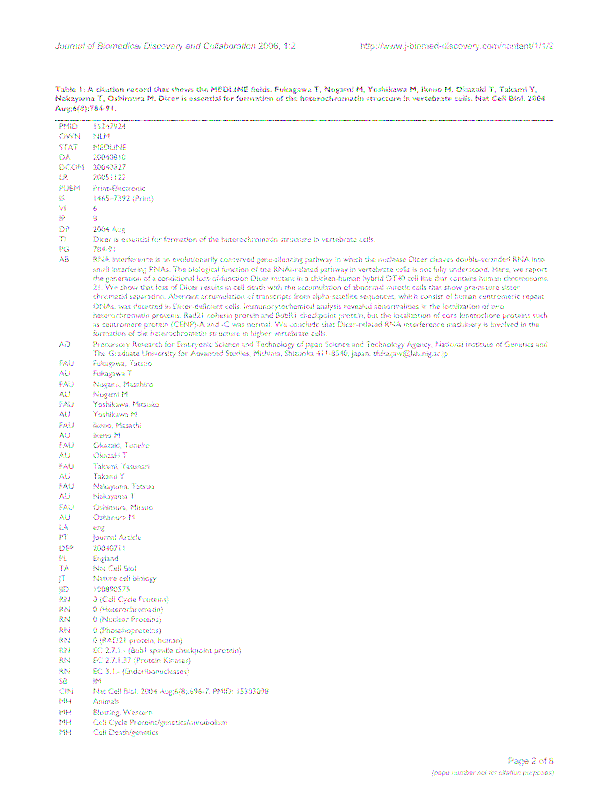 Journal of Biomedical Discovery and Collaboration 2006, 1:2 http://www.j-biomed-discovery.com/content/1/1/2
Table 1: A citation record that shows the MEDLINE fields. Fukagawa T, Nogami M, Yoshikawa M, Ikeno M, Okazaki T, Takami Y,
Nakayama T, Oshimura M. Dicer is essential for formation of the heterochromatin structure in vertebrate cells. Nat Cell Biol. 2004
Aug;6(8):784-91.
PMID
OWN NLM
STAT MEDLINE
DA
DCOM 20040927
LR
PUBM Print-Electronic
IS 1465-7392 (Print)
VI 6
IP 8
DP 2004 Aug
TI Dicer is essential for formation of the heterochromatin structure in vertebrate cells
PG 784-91
AB RNA interference is an evolutionarily conserved gene-silencing pathway in which the nuclease Dicer cleaves double-stranded RNA into
small interfering RNAs. The biological function of the RNAi-related pathway in vertebrate cells is not fully understood. Here, we report
the generation of a conditional loss-of-function Dicer mutant in a chicken-human hybrid DT40 cell line that contains human chromosome
21. We show that loss of Dicer results in cell death with the accumulation of abnormal mitotic cells that show premature sister
chromatid separation. Aberrant accumulation of transcripts from alpha-satellite sequences, which consist of human centromeric repeat
DNAs, was detected in Dicer-deficient cells. Immunocytochemical analysis revealed abnormalities in the localization of two
heterochromatin proteins, Rad21 cohesin protein and BubR1 checkpoint protein, but the localization of core kinetochore proteins such
as centromere protein (CENP)-A and -C was normal. We conclude that Dicer-related RNA interference machinery is involved in the
formation of the heterochromatin structure in higher vertebrate cells.
AD Precursory Research for Embryonic Science and Technology of Japan Science and Technology Agency, National Institute of Genetics and
The Graduate University for Advanced Studies, Mishima, Shizuoka 411-8540, Japan.
FAU Fukagawa, Tatsuo
AU Fukagawa T
FAU Nogami, Masahiro
AU Nogami M
FAU Yoshikawa, Mitsuko
AU Yoshikawa M
FAU Ikeno, Masashi
AU Ikeno M
FAU Okazaki, Tuneko
AU Okazaki T
FAU Takami, Yasunari
AU Takami Y
FAU Nakayama, Tatsuo
AU Nakayama T
FAU Oshimura, Mitsuo
AU Oshimura M
LA eng
PT Journal Article
DEP 20040711
PL England
TA Nat Cell Biol
JT Nature cell biology
JID 100890575
RN 0 (Cell Cycle Proteins)
RN 0 (Heterochromatin)
RN 0 (Nuclear Proteins)
RN 0 (Phosphoproteins)
RN 0 (RAD21 protein, human)
RN EC 2.7.1.- (Bub1 spindle checkpoint protein)
RN EC 2.7.1.37 (Protein Kinases)
RN EC 3.1.- (Endoribonucleases)
SB IM
CIN Nat Cell Biol. 2004 Aug;6(8):696-7. PMID:
MH Animals
MH Blotting, Western
MH Cell Cycle Proteins/genetics/metabolism
MH Cell Death/genetics
Page 2 of 8
(page number not for citation purposes)